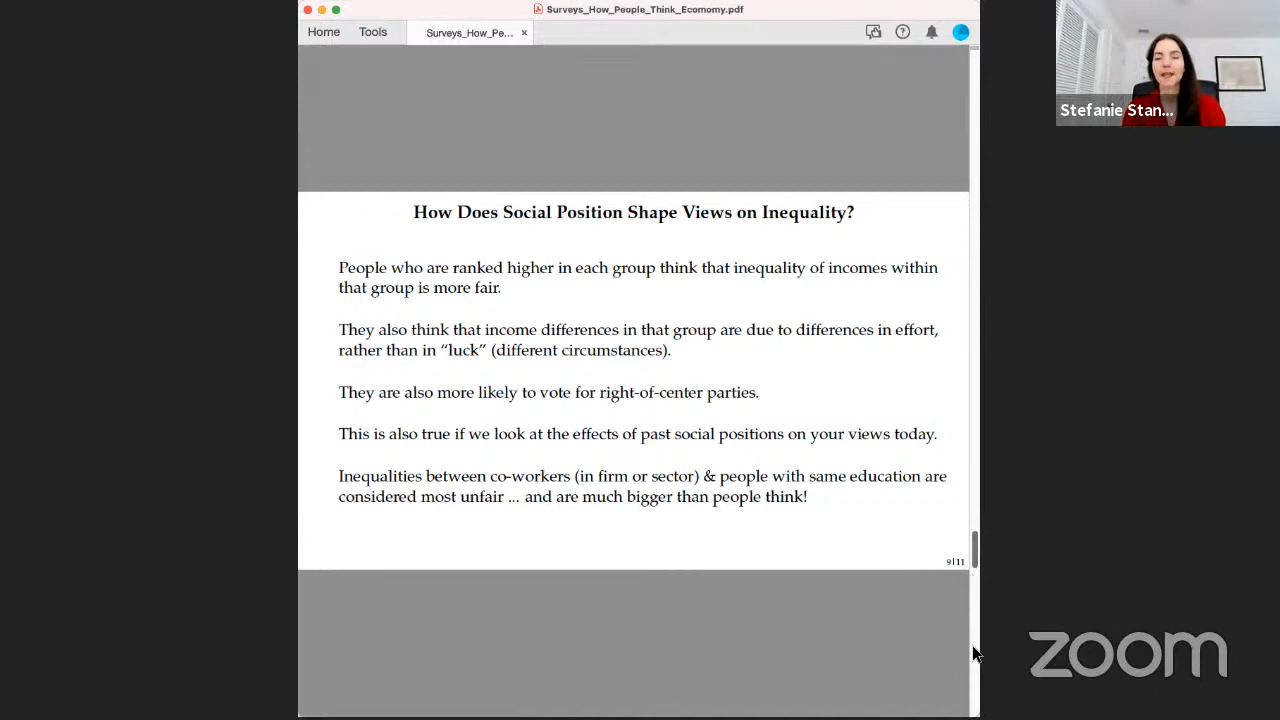 Surveys_How_People_Think_Ecomomy.pdf
Home
Tools
Surveys_How_Pe...
Stefanie Stan...
How Does Social Position Shape Views on Inequality?
People who are ranked higher in each group think that inequality of incomes within
that group is more fair.
They also think that income differences in that group are due to differences in effort,
rather than in “luck” (different circumstances).
They are also more likely to vote for right-of-center parties.
This is also true if we look at the effects of past social positions on your views today.
Inequalities between co-workers (in firm or sector) & people with same education are
considered most unfair ... and are much bigger than people think!
9|11
zoom